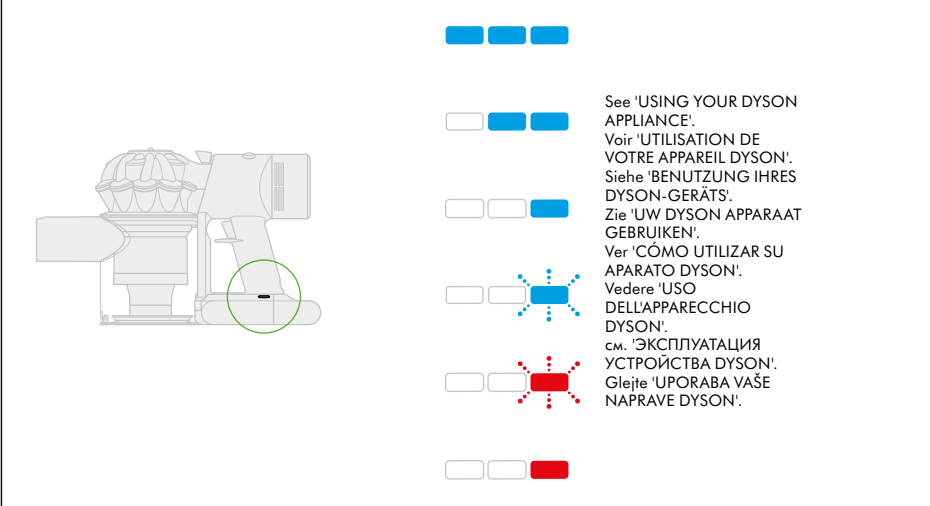 See 'USING YOUR DYSON
APPLIANCE'.
Voir 'UTILISATION DE
VOTRE APPAREIL DYSON'.
Siehe 'BENUTZUNG IHRES
DYSON-GERÄTS'.
Zie 'UW DYSON APPARAAT
GEBRUIKEN'.
Ver 'CÓMO UTILIZAR SU
APARATO DYSON'.
Vedere 'USO
DELL'APPARECCHIO
DYSON'.
см. 'ЭКСПЛУАТАЦИЯ
УСТРОЙСТВА DYSON'.
Glejte 'UPORABA VAŠE
NAPRAVE DYSON'.